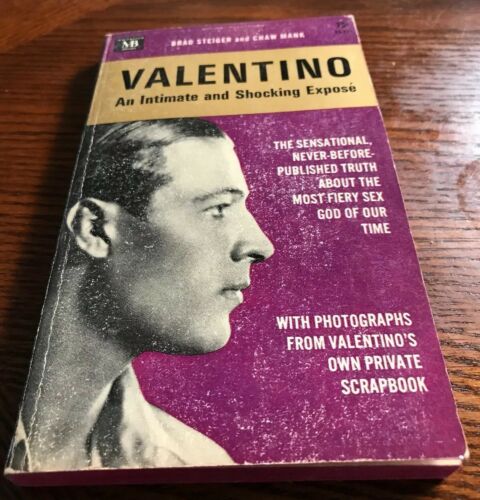 MB
BRAD STEIGER and CHAW MANK
VALENTINO
An Intimate and Shocking Exposé
THE SENSATIONAL,
NEVER-BEFORE-
PUBLISHED TRUTH
ABOUT THE
MOST FIERY SEX
GOD OF OUR
TIME
WITH PHOTOGRAPHS
FROM VALENTINO'S
OWN PRIVATE
SCRAPBOOK